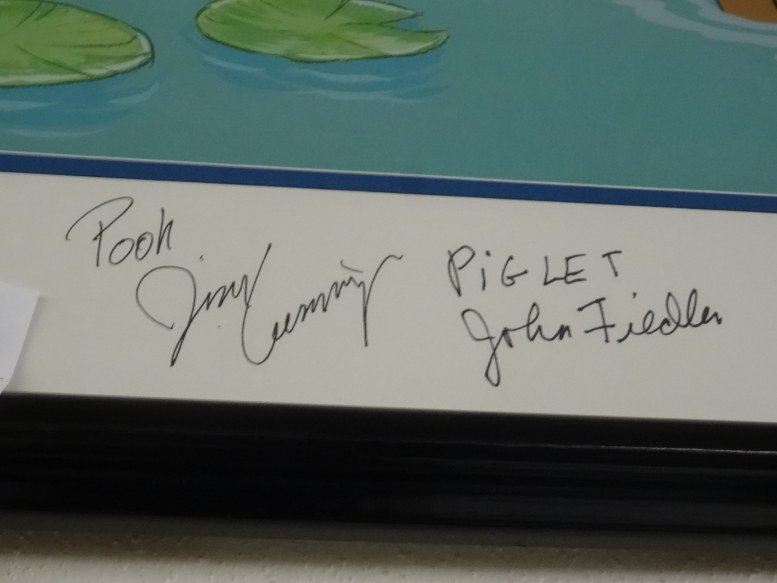 Pooh
Jim Cummings
PiGLET
John Fiedler